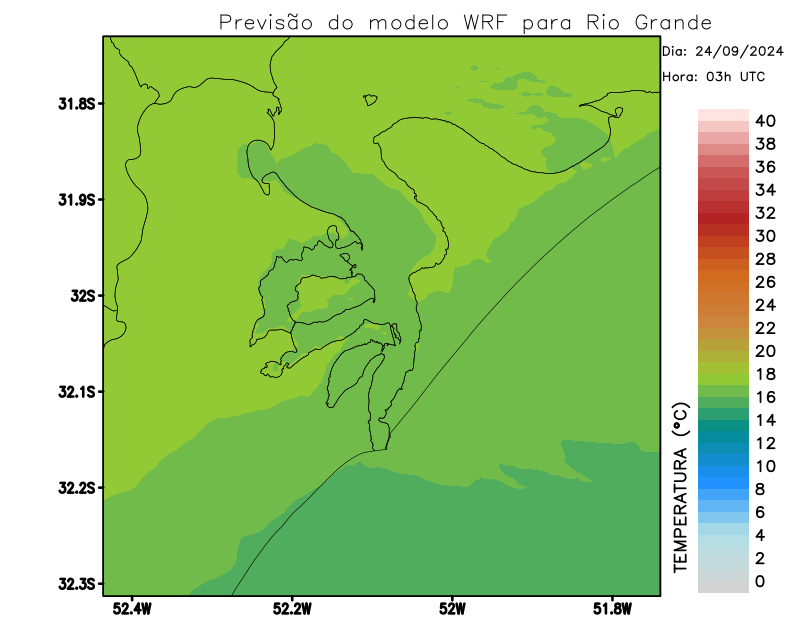 Previsão do modelo WRF para Rio Grande
Dia: 24/09/2024
Hora: 03h UTC
31.8S
31.9S
32S
32.1S
32.2S
32.3S
52.4W
52.2W
52W
51.8W
TEMPERATURA (°C)
40
38
36
34
32
30
28
26
24
22
20
18
16
14
12
10
8
6
4
2
0